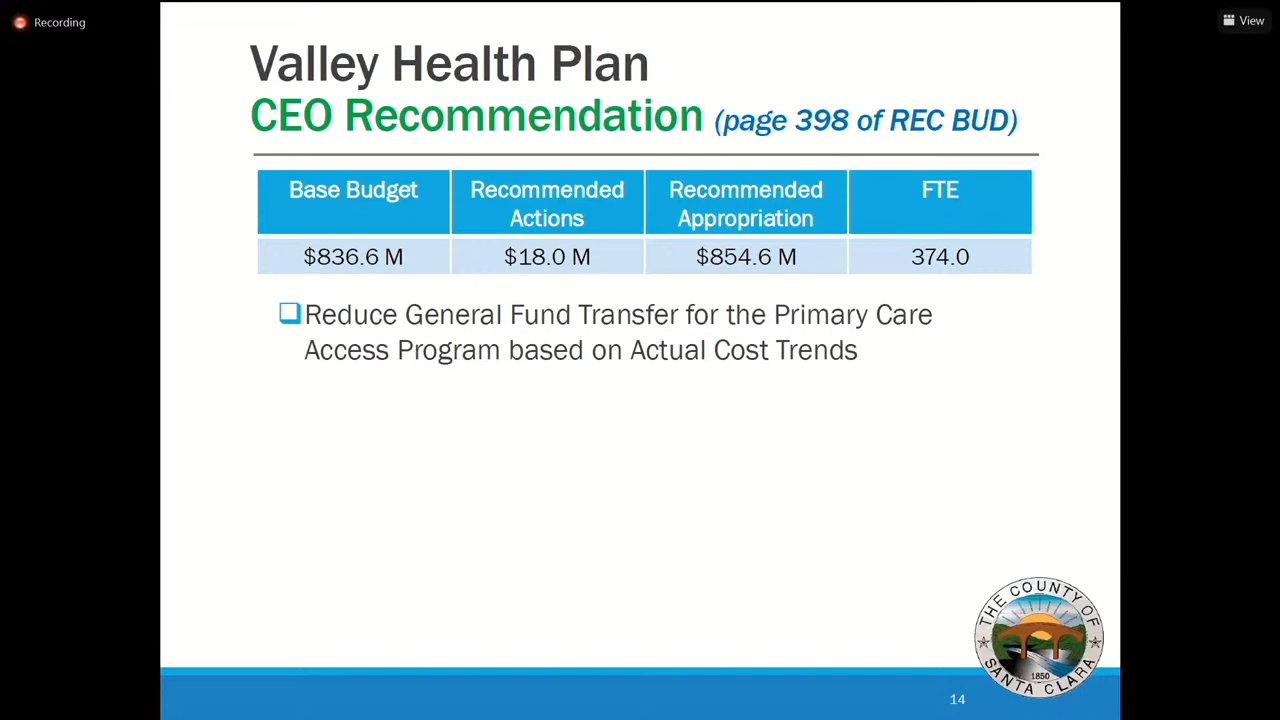 Recording
View
Valley Health Plan
CEO Recommendation (page 398 of REC BUD)
Base Budget Recommended Actions Recommended Appropriation FTE
$836.6 M $18.0 M $854.6 M 374.0
Reduce General Fund Transfer for the Primary Care
Access Program based on Actual Cost Trends
THE COUNTY OF
SANTA CLARA
1850
14